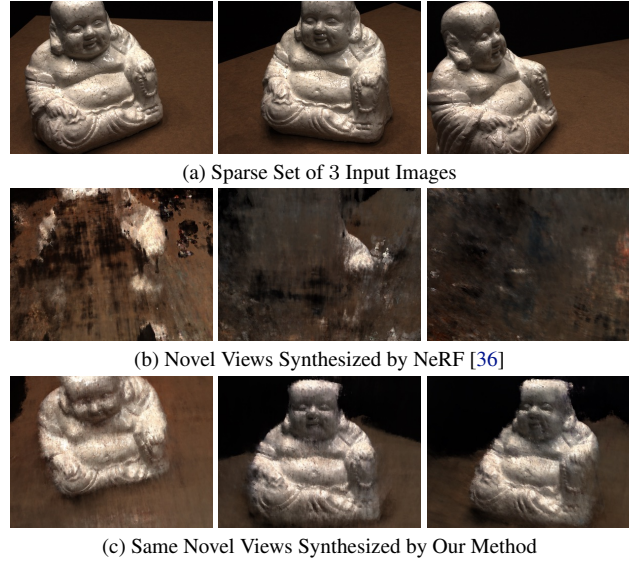 (a) Sparse Set of 3 Input Images
(b) Novel Views Synthesized by NeRF [36]
(c) Same Novel Views Synthesized by Our Method